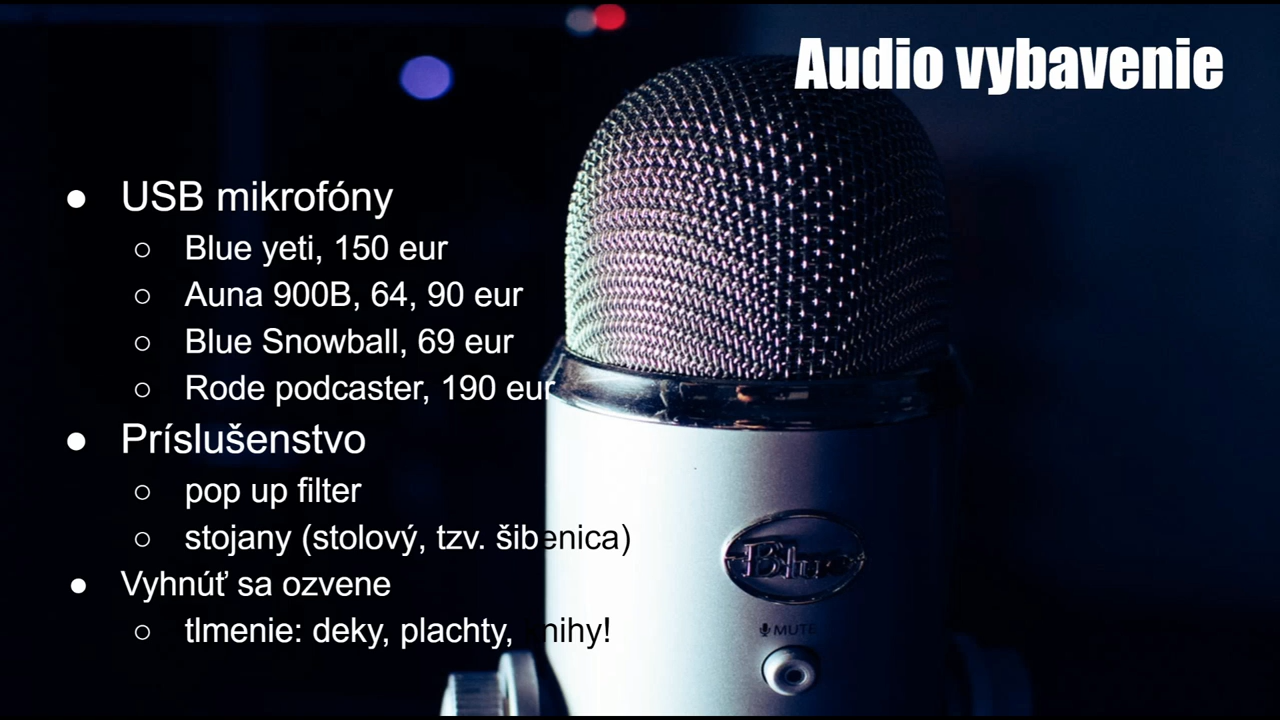 Audio vybavenie
● USB mikrofóny
○ Blue yeti, 150 eur
○ Auna 900B, 64, 90 eur
○ Blue Snowball, 69 eur
○ Rode podcaster, 190 eur
● Príslušenstvo
○ pop up filter
○ stojany (stolový, tzv. šibenica)
● Vyhnúť sa ozvene
○ tlmenie: deky, plachty, knihy!
Blue
MUTE